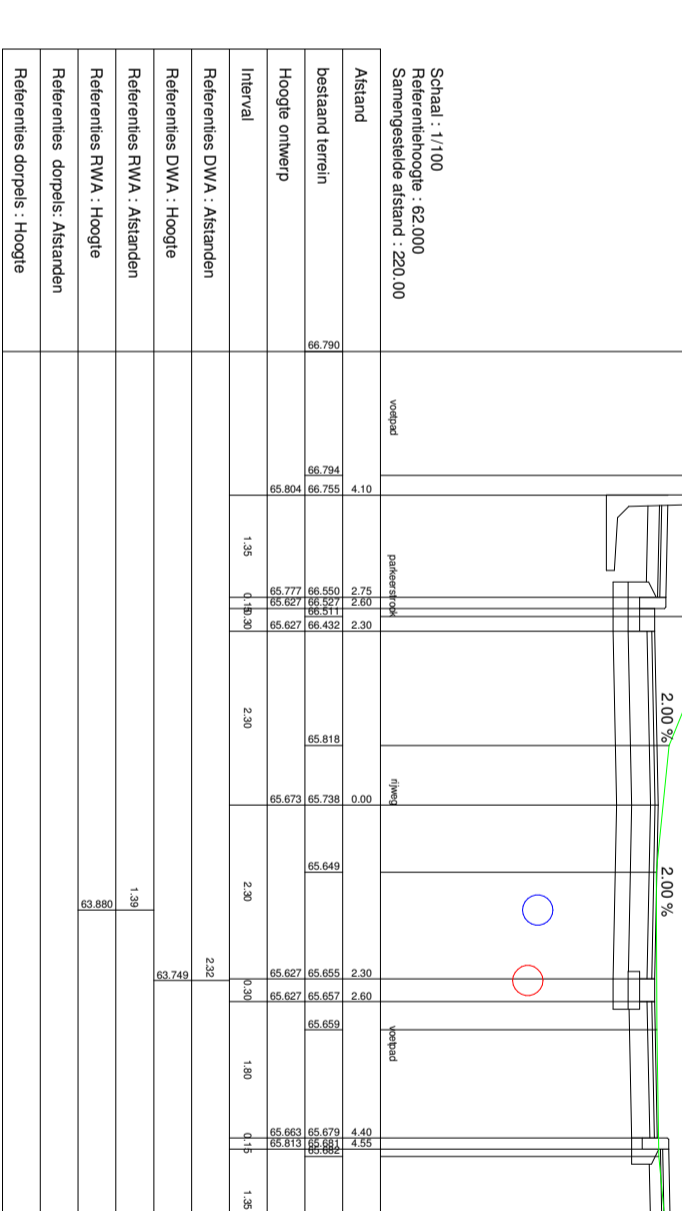 Schaal : 1/100
Referentiehoogte : 62.000
Samengestelde afstand : 220.00
voetpad
parkeerstrook
rijweg
voetpad
2.00 %
2.00 %
Afstand
4.10
2.75
2.60
2.30
0.00
2.30
2.60
4.40
4.55
bestaand terrein
66.790
66.794
66.755
66.550
66.527
66.511
66.432
65.818
65.738
65.649
65.655
65.657
65.659
65.679
65.681
65.682
Hoogte ontwerp
65.804
65.777
65.627
65.627
65.673
65.627
65.627
65.663
65.813
Interval
1.35
0.15
0.30
2.30
2.30
0.30
1.80
0.15
1.35
Referenties DWA : Afstanden
2.32
Referenties DWA : Hoogte
63.749
Referenties RWA : Afstanden
1.39
Referenties RWA : Hoogte
63.880
Referenties dorpels: Afstanden
Referenties dorpels : Hoogte